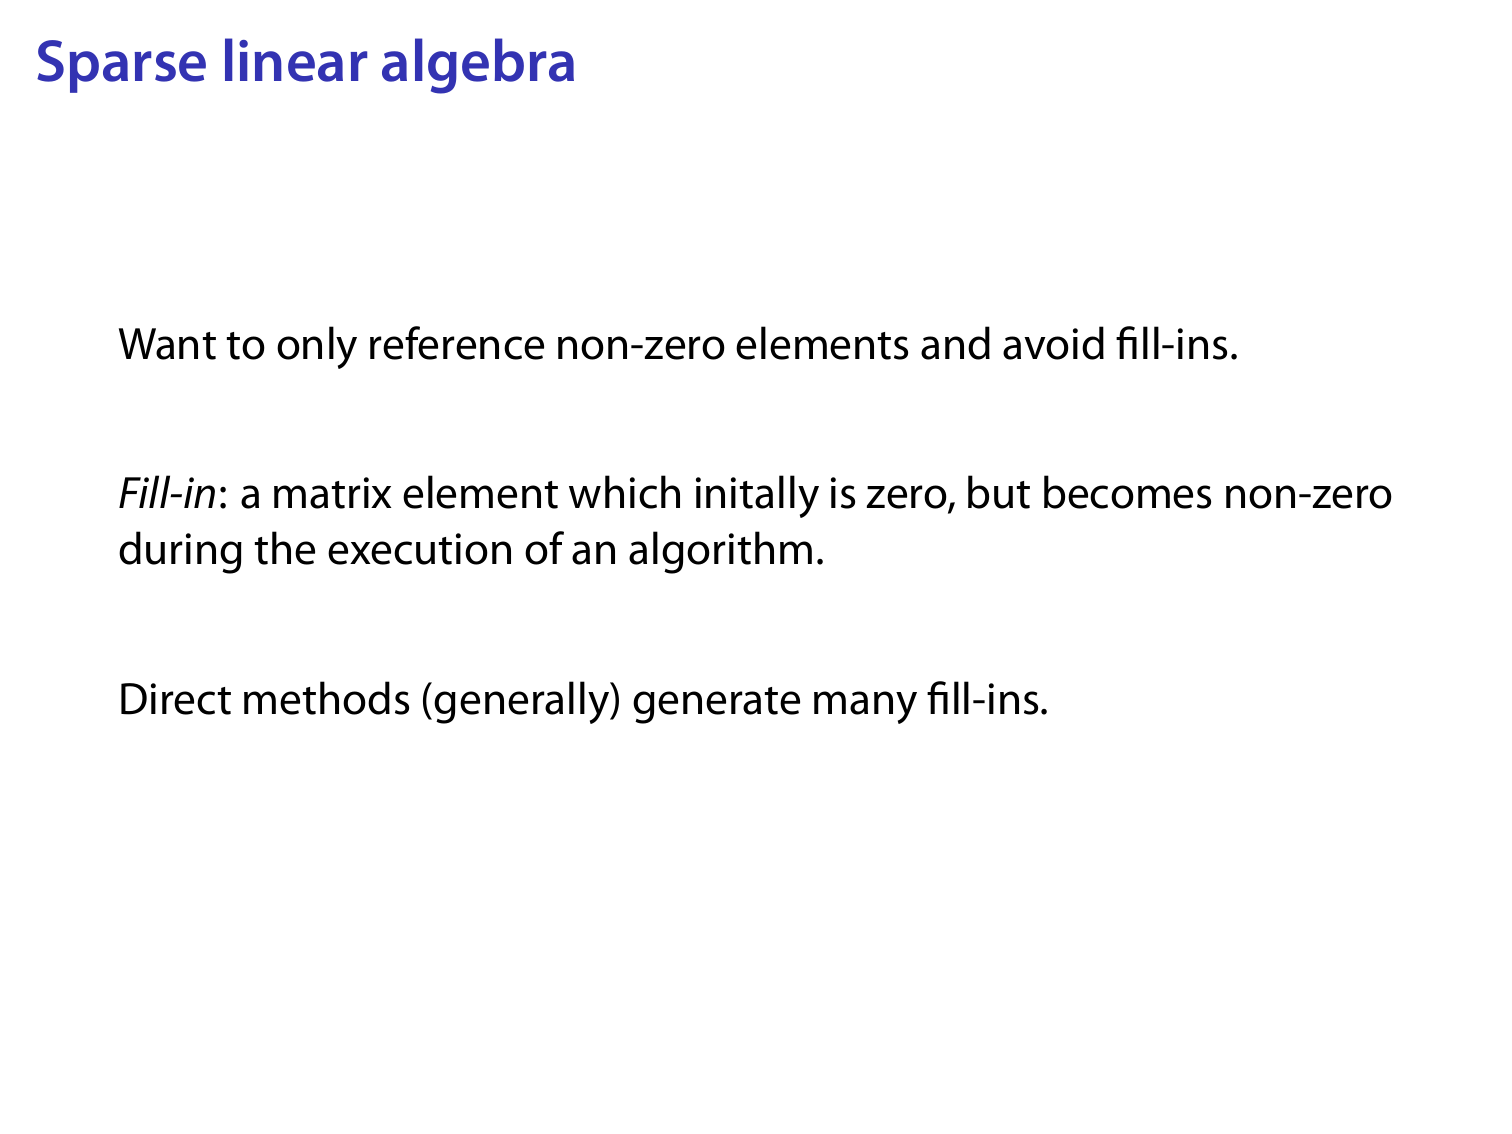 Sparse linear algebra
Want to only reference non-zero elements and avoid fill-ins.
Fill-in: a matrix element which initally is zero, but becomes non-zero
during the execution of an algorithm.
Direct methods (generally) generate many fill-ins.